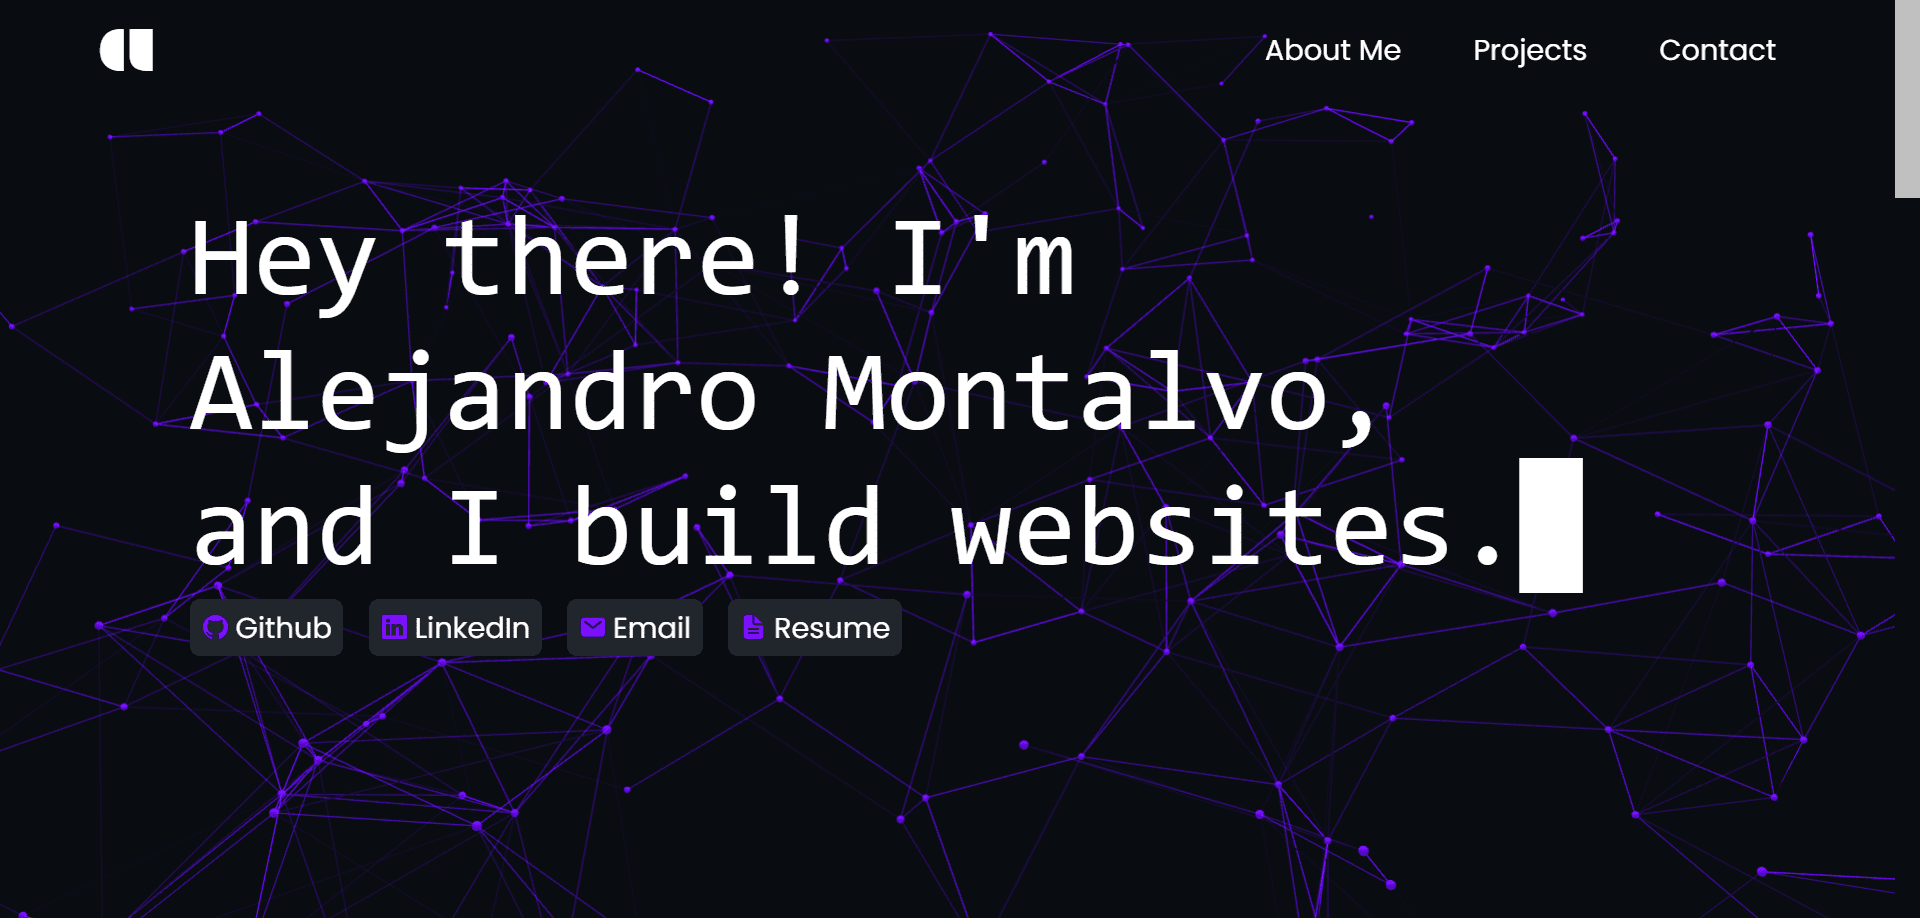 About Me Projects Contact
Hey there! I'm
Alejandro Montalvo,
and I build websites.
Github LinkedIn Email Resume